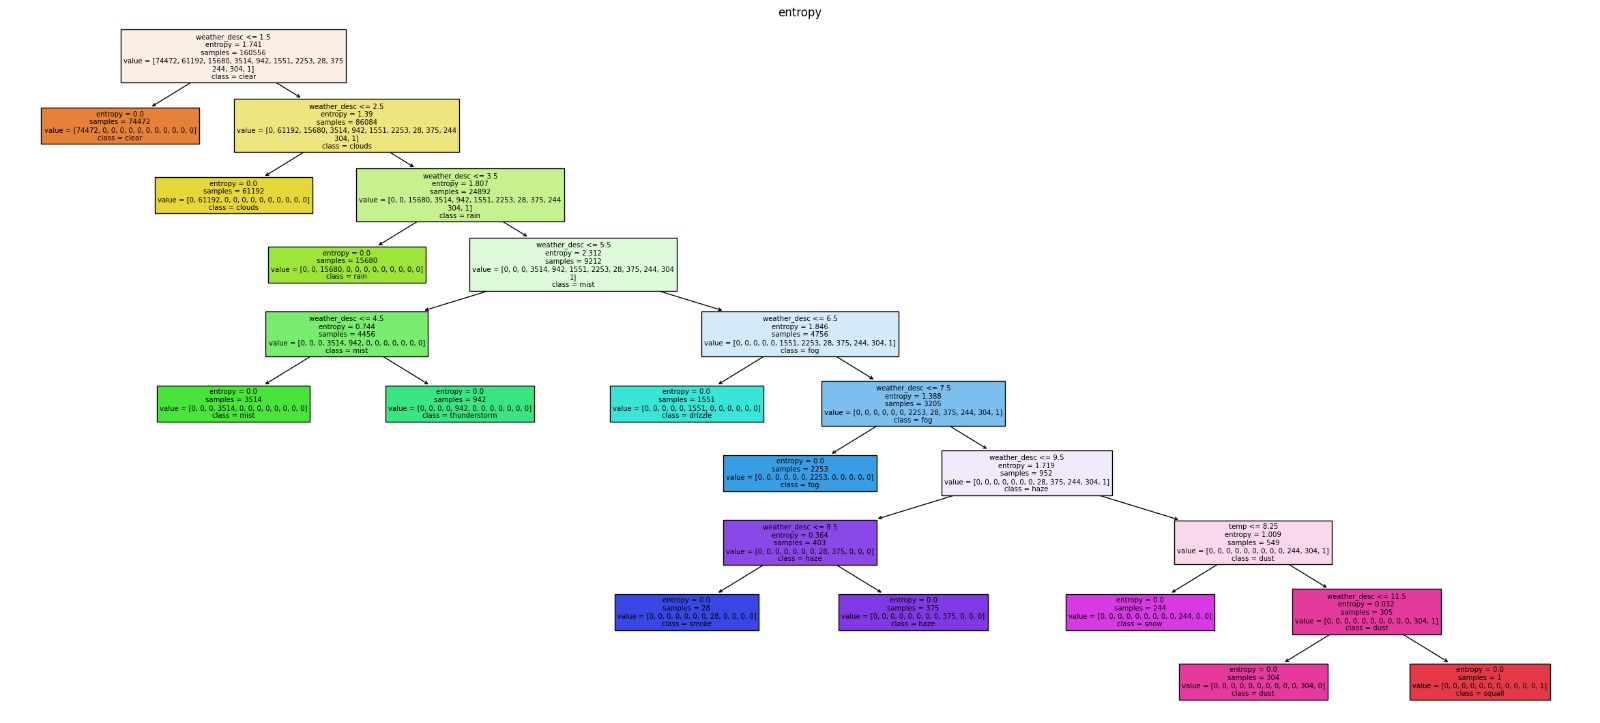 entropy
weather_desc <= 1.5
entropy = 1.741
samples = 160556
value = [74472, 61192, 15680, 3514, 942, 1551, 2253, 28, 375
244, 304, 1]
class = clear
entropy = 0.0
samples = 74472
value = [74472, 0, 0, 0, 0, 0, 0, 0, 0, 0, 0, 0]
class = clear
weather_desc <= 2.5
entropy = 1.39
samples = 86084
value = [0, 61192, 15680, 3514, 942, 1551, 2253, 28, 375, 244
304, 1]
class = clouds
entropy = 0.0
samples = 61192
value = [0, 61192, 0, 0, 0, 0, 0, 0, 0, 0, 0, 0]
class = clouds
weather_desc <= 3.5
entropy = 1.807
samples = 24892
value = [0, 0, 15680, 3514, 942, 1551, 2253, 28, 375, 244
304, 1]
class = rain
entropy = 0.0
samples = 15680
value = [0, 0, 15680, 0, 0, 0, 0, 0, 0, 0, 0, 0]
class = rain
weather_desc <= 5.5
entropy = 2.312
samples = 9212
value = [0, 0, 0, 3514, 942, 1551, 2253, 28, 375, 244, 304
1]
class = mist
weather_desc <= 4.5
entropy = 0.744
samples = 4456
value = [0, 0, 0, 3514, 942, 0, 0, 0, 0, 0, 0, 0]
class = mist
weather_desc <= 6.5
entropy = 1.846
samples = 4756
value = [0, 0, 0, 0, 0, 1551, 2253, 28, 375, 244, 304, 1]
class = fog
entropy = 0.0
samples = 3514
value = [0, 0, 0, 3514, 0, 0, 0, 0, 0, 0, 0, 0]
class = mist
entropy = 0.0
samples = 942
value = [0, 0, 0, 0, 942, 0, 0, 0, 0, 0, 0, 0]
class = thunderstorm
entropy = 0.0
samples = 1551
value = [0, 0, 0, 0, 0, 1551, 0, 0, 0, 0, 0, 0]
class = drizzle
weather_desc <= 7.5
entropy = 1.388
samples = 3205
value = [0, 0, 0, 0, 0, 0, 2253, 28, 375, 244, 304, 1]
class = fog
entropy = 0.0
samples = 2253
value = [0, 0, 0, 0, 0, 0, 2253, 0, 0, 0, 0, 0]
class = fog
weather_desc <= 9.5
entropy = 1.719
samples = 952
value = [0, 0, 0, 0, 0, 0, 0, 28, 375, 244, 304, 1]
class = haze
weather_desc <= 8.5
entropy = 0.364
samples = 403
value = [0, 0, 0, 0, 0, 0, 0, 28, 375, 0, 0, 0]
class = haze
temp <= 8.25
entropy = 1.009
samples = 549
value = [0, 0, 0, 0, 0, 0, 0, 0, 0, 244, 304, 1]
class = dust
entropy = 0.0
samples = 28
value = [0, 0, 0, 0, 0, 0, 0, 28, 0, 0, 0, 0]
class = smoke
entropy = 0.0
samples = 375
value = [0, 0, 0, 0, 0, 0, 0, 0, 375, 0, 0, 0]
class = haze
entropy = 0.0
samples = 244
value = [0, 0, 0, 0, 0, 0, 0, 0, 0, 244, 0, 0]
class = snow
weather_desc <= 11.5
entropy = 0.032
samples = 305
value = [0, 0, 0, 0, 0, 0, 0, 0, 0, 0, 304, 1]
class = dust
entropy = 0.0
samples = 304
value = [0, 0, 0, 0, 0, 0, 0, 0, 0, 0, 304, 0]
class = dust
entropy = 0.0
samples = 1
value = [0, 0, 0, 0, 0, 0, 0, 0, 0, 0, 0, 1]
class = squall